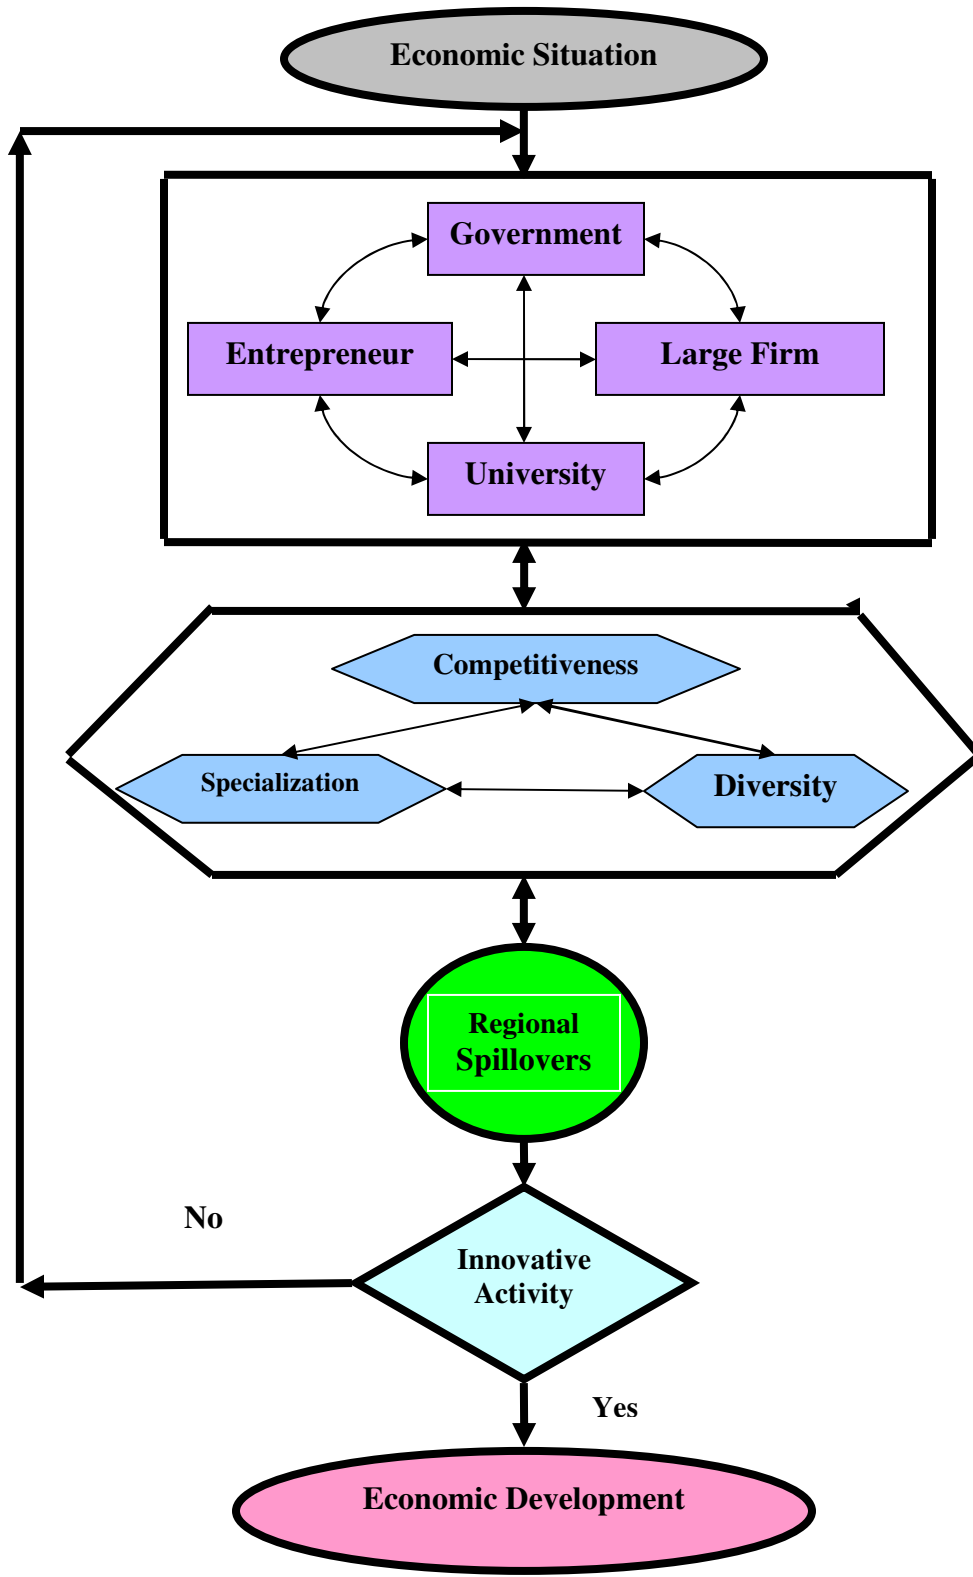 Economic Situation
Government
Entrepreneur
Large Firm
University
Competitiveness
Specialization
Diversity
Regional
Spillovers
No
Innovative
Activity
Yes
Economic Development